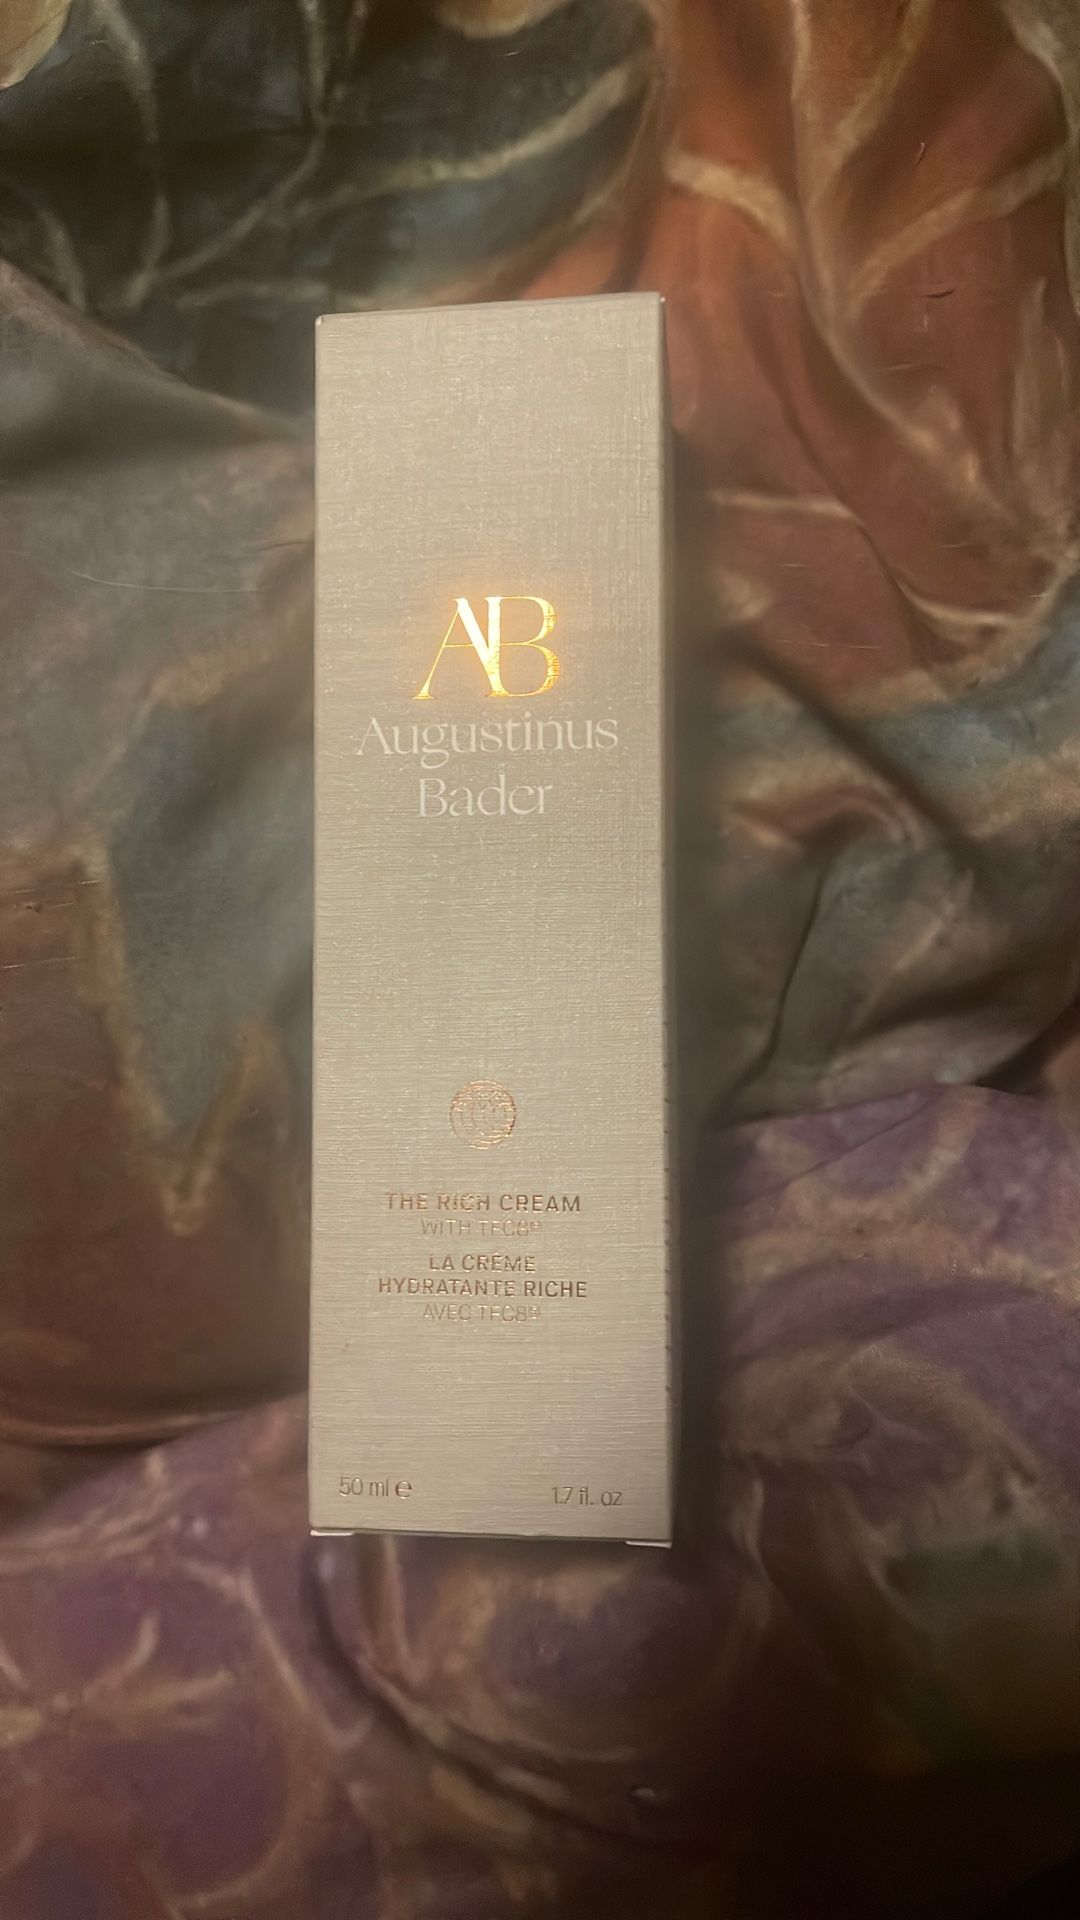 AB
Augustinus
Bader
THE RICH CREAM
WITH TFC8®
LA CRÈME
HYDRATANTE RICHE
AVEC TFC8®
50 ml ℮
1.7 fl. oz